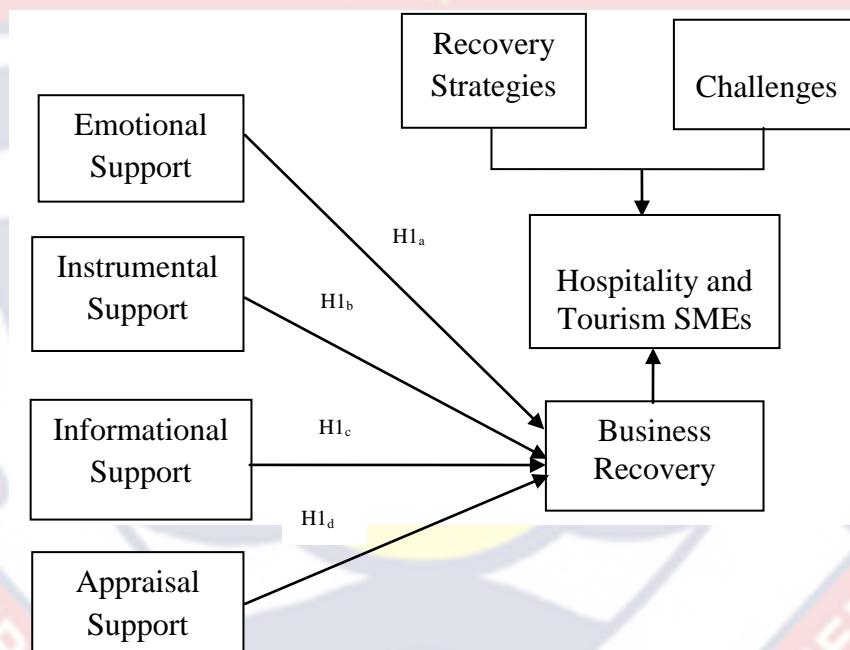 Recovery
Strategies
Challenges
Emotional
Support
H1a
Instrumental
Support
H1b
Hospitality and
Tourism SMEs
Informational
Support
H1c
Business
Recovery
H1d
Appraisal
Support